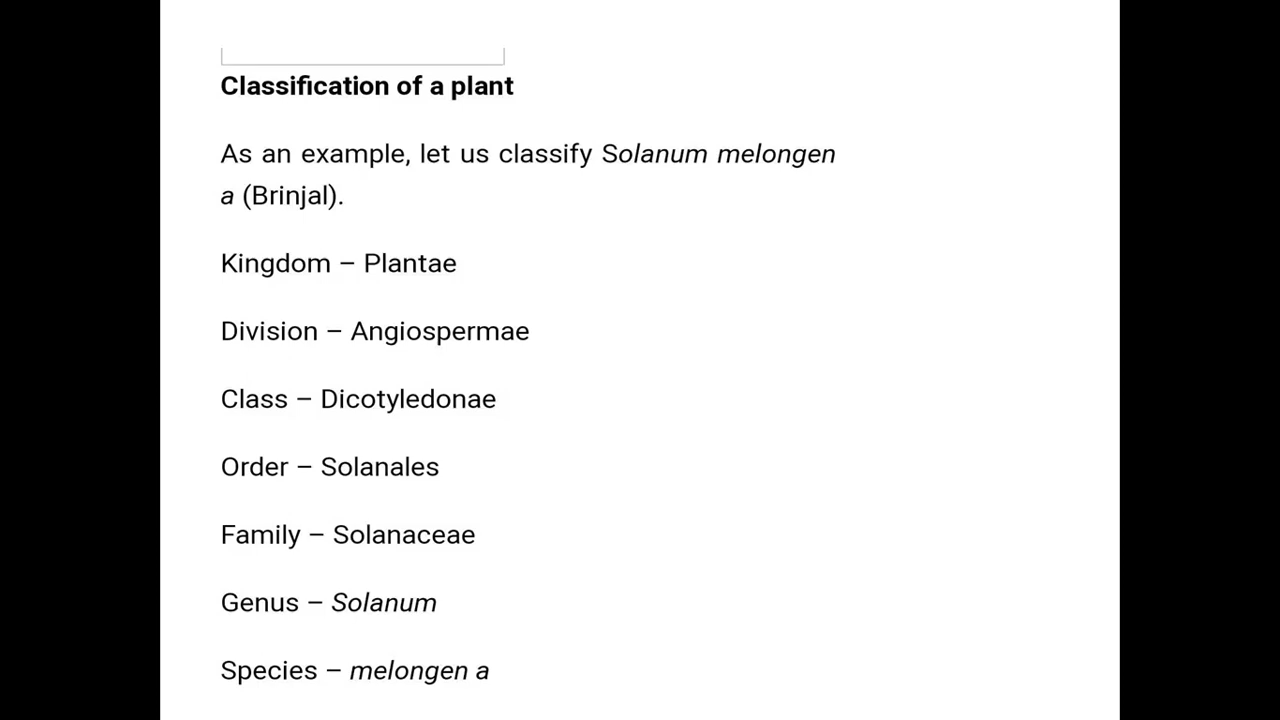 Classification of a plant
As an example, let us classify Solanum melongen
a (Brinjal).
Kingdom – Plantae
Division – Angiospermae
Class – Dicotyledonae
Order – Solanales
Family – Solanaceae
Genus – Solanum
Species – melongen a